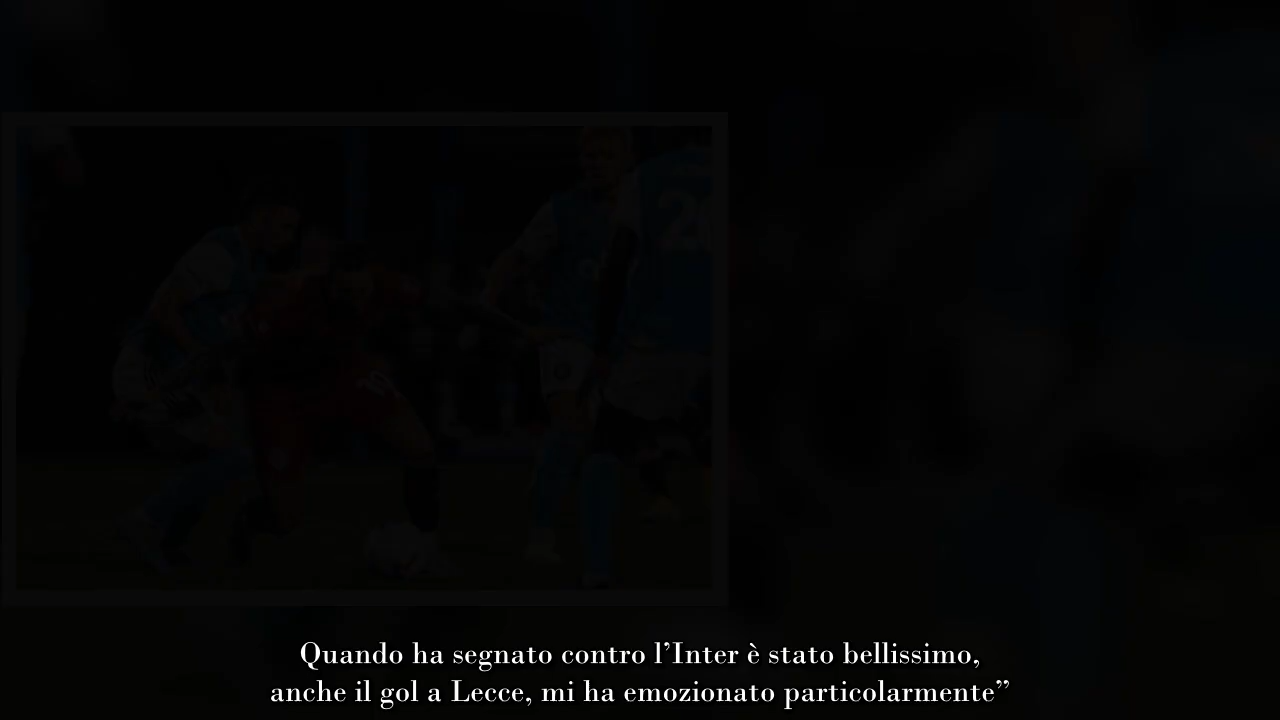 Quando ha segnato contro l’Inter è stato bellissimo,
anche il gol a Lecce, mi ha emozionato particolarmente”